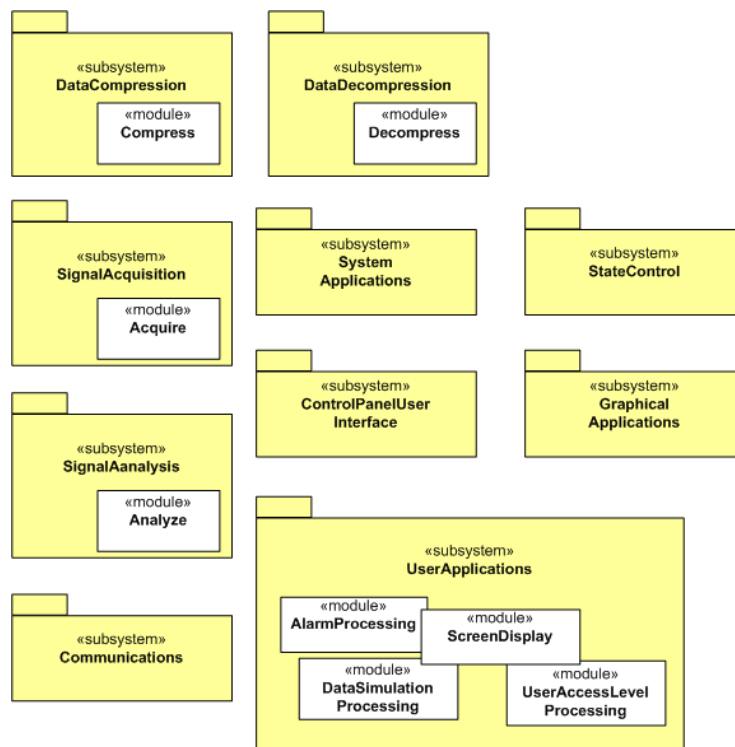 «subsystem»
DataCompression
«module»
Compress
«subsystem»
DataDecompression
«module»
Decompress
«subsystem»
SignalAcquisition
«module»
Acquire
«subsystem»
System
Applications
«subsystem»
StateControl
«subsystem»
ControlPanelUser
Interface
«subsystem»
Graphical
Applications
«subsystem»
SignalAanalysis
«module»
Analyze
«subsystem»
UserApplications
«module»
AlarmProcessing
«module»
ScreenDisplay
«module»
DataSimulation
Processing
«module»
UserAccessLevel
Processing
«subsystem»
Communications